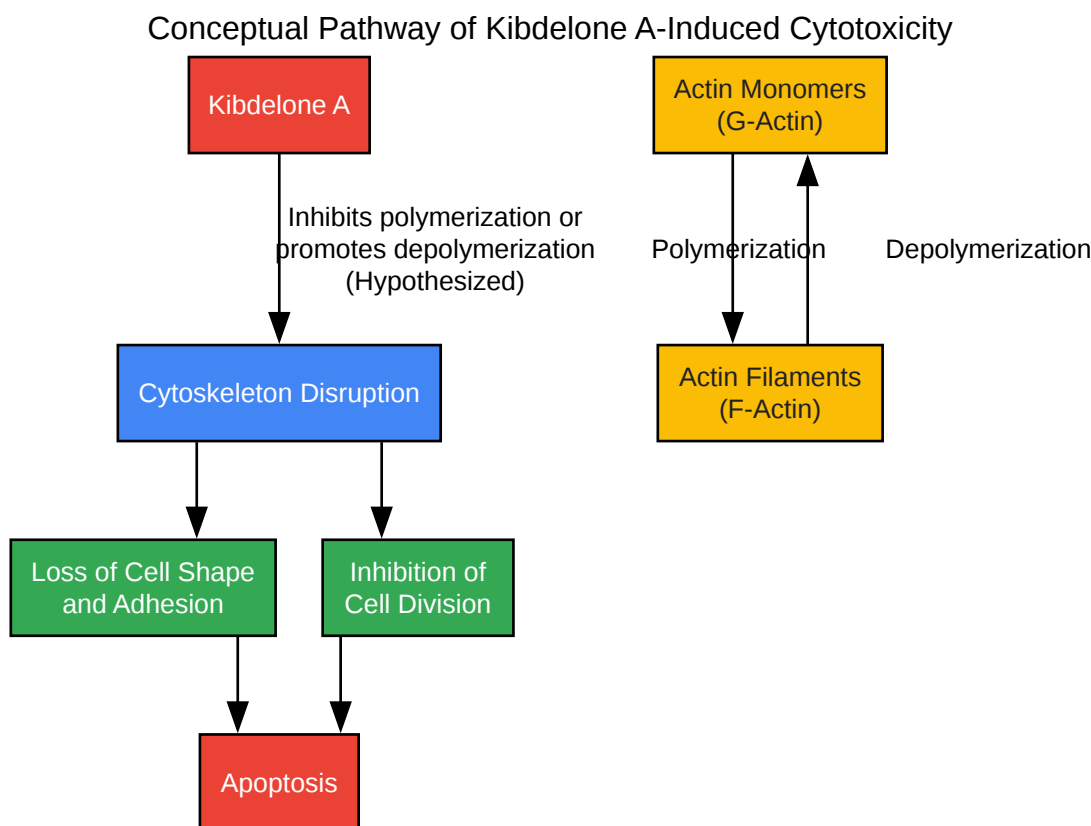 Conceptual Pathway of Kibdelone A-Induced Cytotoxicity
Kibdelone A
Actin Monomers
(G-Actin)
Inhibits polymerization or
promotes depolymerization
(Hypothesized)
Polymerization
Depolymerization
Cytoskeleton Disruption
Actin Filaments
(F-Actin)
Loss of Cell Shape
and Adhesion
Inhibition of
Cell Division
Apoptosis